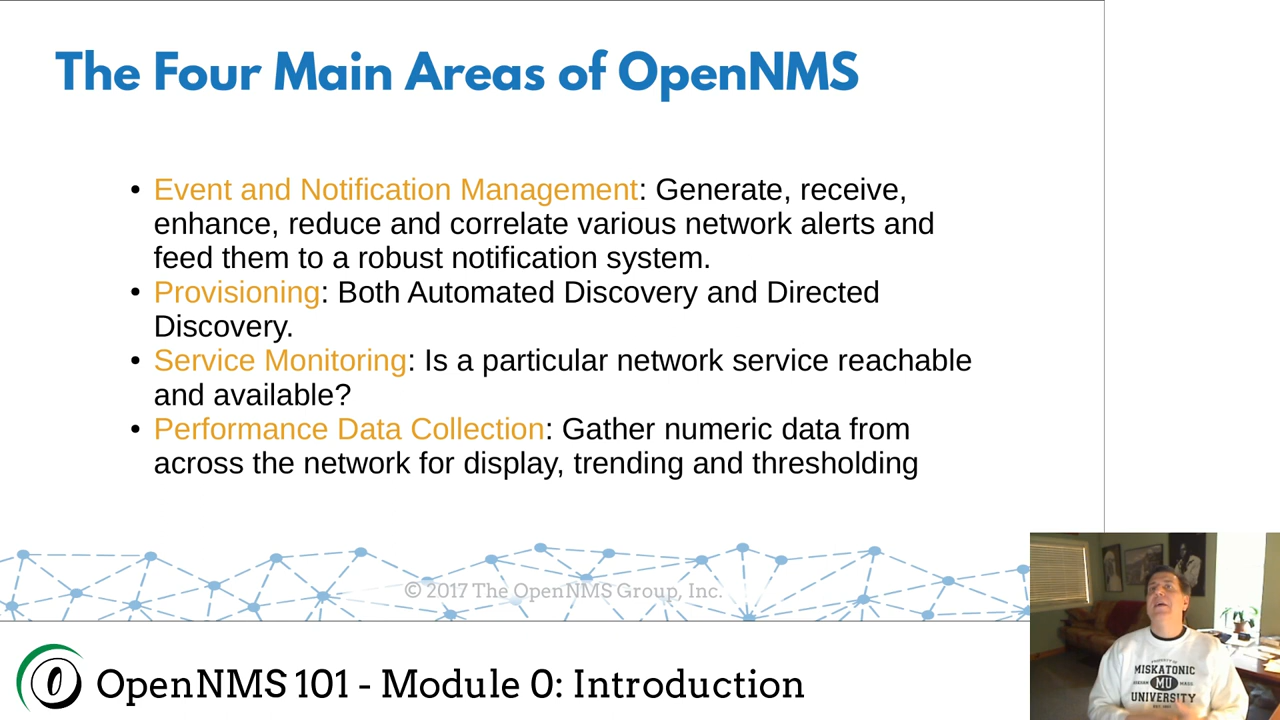 The Four Main Areas of OpenNMS
• Event and Notification Management: Generate, receive,
enhance, reduce and correlate various network alerts and
feed them to a robust notification system.
• Provisioning: Both Automated Discovery and Directed
Discovery.
• Service Monitoring: Is a particular network service reachable
and available?
• Performance Data Collection: Gather numeric data from
across the network for display, trending and thresholding
© 2017 The OpenNMS Group, Inc.
OpenNMS 101 - Module 0: Introduction
MISKATONIC
MU
UNIVERSITY